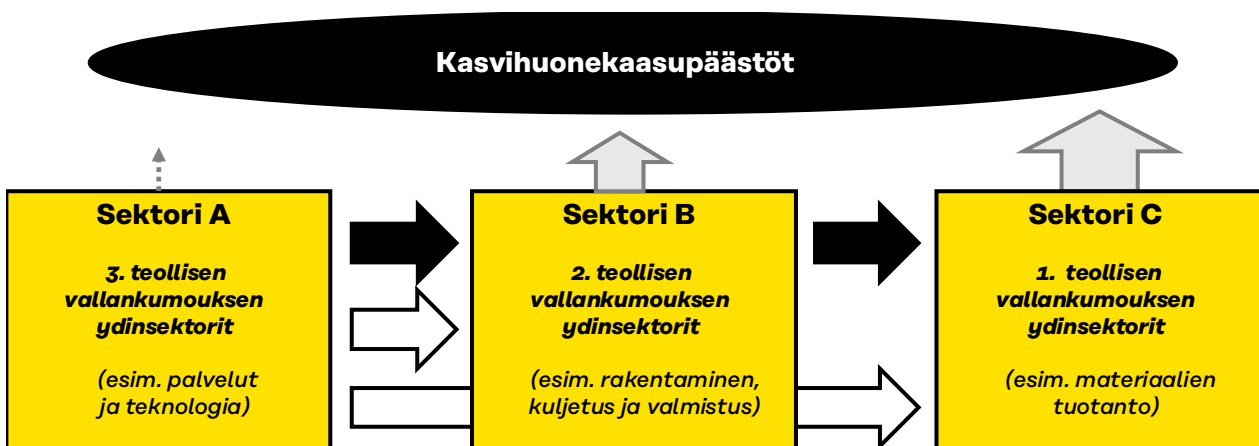 Kasvihuonekaasupäästöt
Sektori A
3. teollisen
vallankumouksen
ydinsektorit
(esim. palvelut
ja teknologia)
Sektori B
2. teollisen
vallankumouksen
ydinsektorit
(esim. rakentaminen,
kuljetus ja valmistus)
Sektori C
1. teollisen
vallankumouksen
ydinsektorit
(esim. materiaalien
tuotanto)